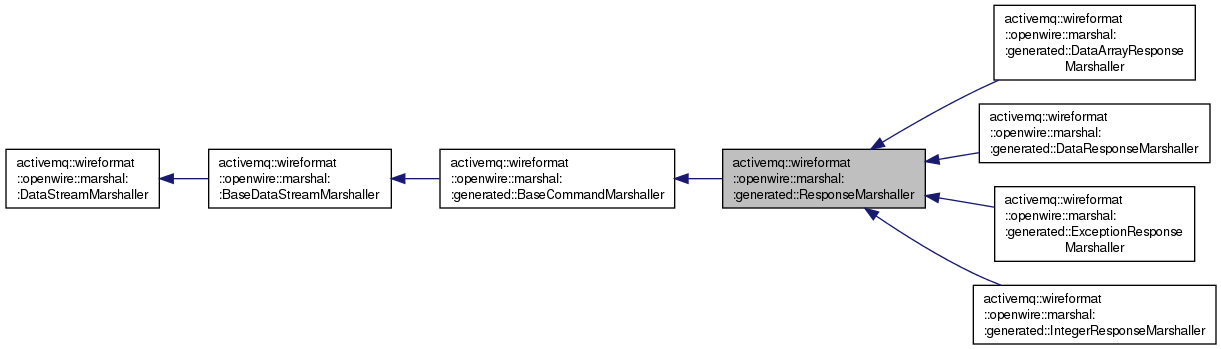 activemq::wireformat
::openwire::marshal:
:DataStreamMarshaller
activemq::wireformat
::openwire::marshal:
:BaseDataStreamMarshaller
activemq::wireformat
::openwire::marshal:
:generated::BaseCommandMarshaller
activemq::wireformat
::openwire::marshal:
:generated::ResponseMarshaller
activemq::wireformat
::openwire::marshal:
:generated::DataArrayResponse
Marshaller
activemq::wireformat
::openwire::marshal:
:generated::DataResponseMarshaller
activemq::wireformat
::openwire::marshal:
:generated::ExceptionResponse
Marshaller
activemq::wireformat
::openwire::marshal:
:generated::IntegerResponseMarshaller